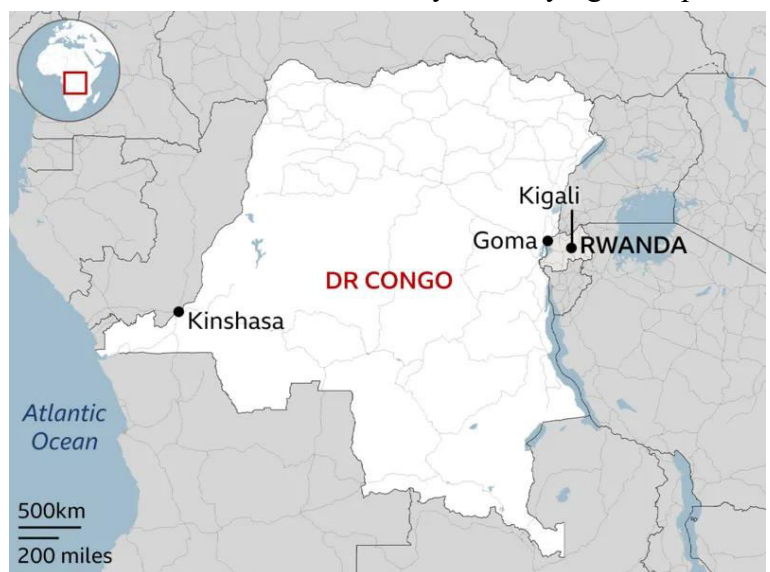 Kigali
Goma
RWANDA
DR CONGO
Kinshasa
Atlantic
Ocean
500km
200 miles